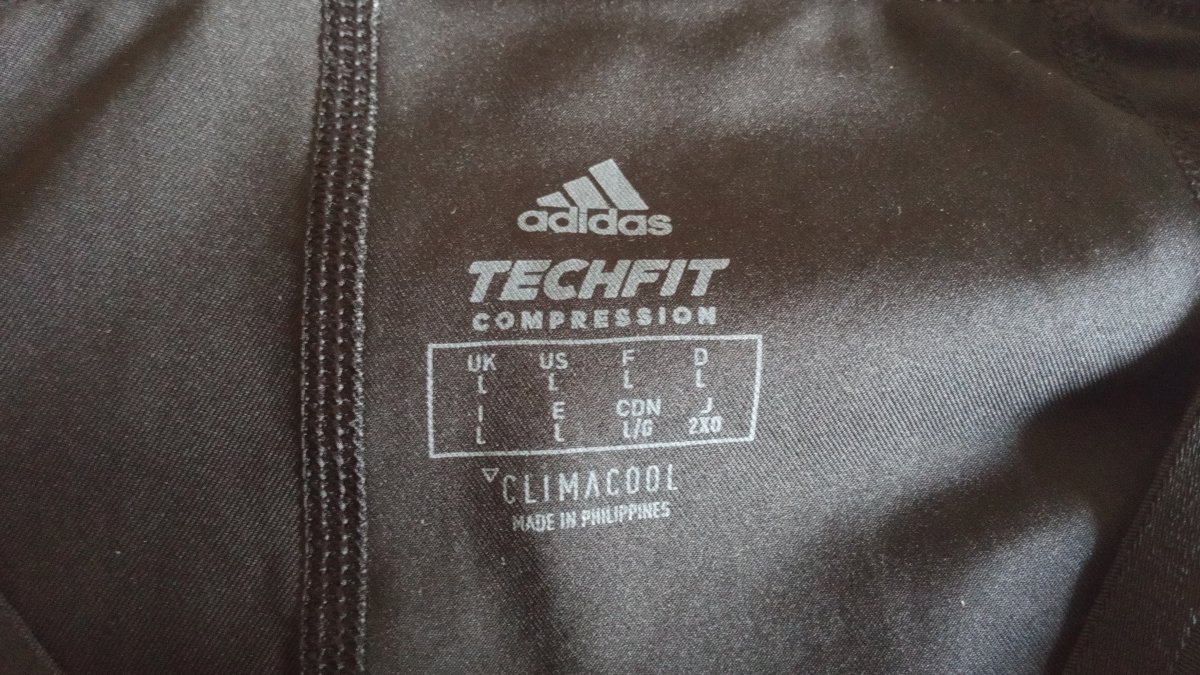 adidas
TECHFIT
COMPRESSION
UK US F D
L L L L
I E CDN J
L L L/G 2XO
CLIMACOOL
MADE IN PHILIPPINES